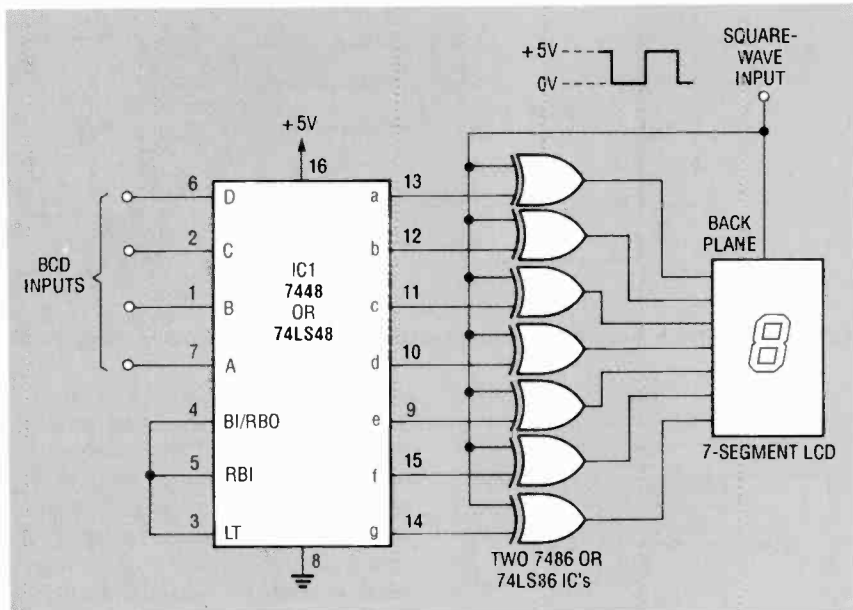 SQUARE-
WAVE
INPUT
+5V
0V
+5V
16
6 D a 13
2 C b 12
BCD
INPUTS
IC1
7448
OR
74LS48
1 B c 11
7 A d 10
4 BI/RBO e 9
5 RBI f 15
3 LT g 14
8
BACK
PLANE
8
7-SEGMENT LCD
TWO 7486 OR
74LS86 IC's